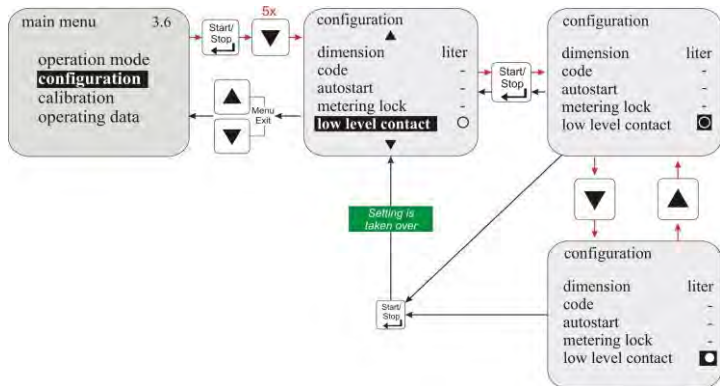 main menu 3.6
operation mode
configuration
calibration
operating data
Start/
Stop
5x
configuration
dimension liter
code -
autostart -
metering lock -
low level contact
Start/
Stop
configuration
dimension liter
code -
autostart -
metering lock -
low level contact
Menu
Exit
Setting is
taken over
Start/
Stop
configuration
dimension liter
code -
autostart -
metering lock -
low level contact